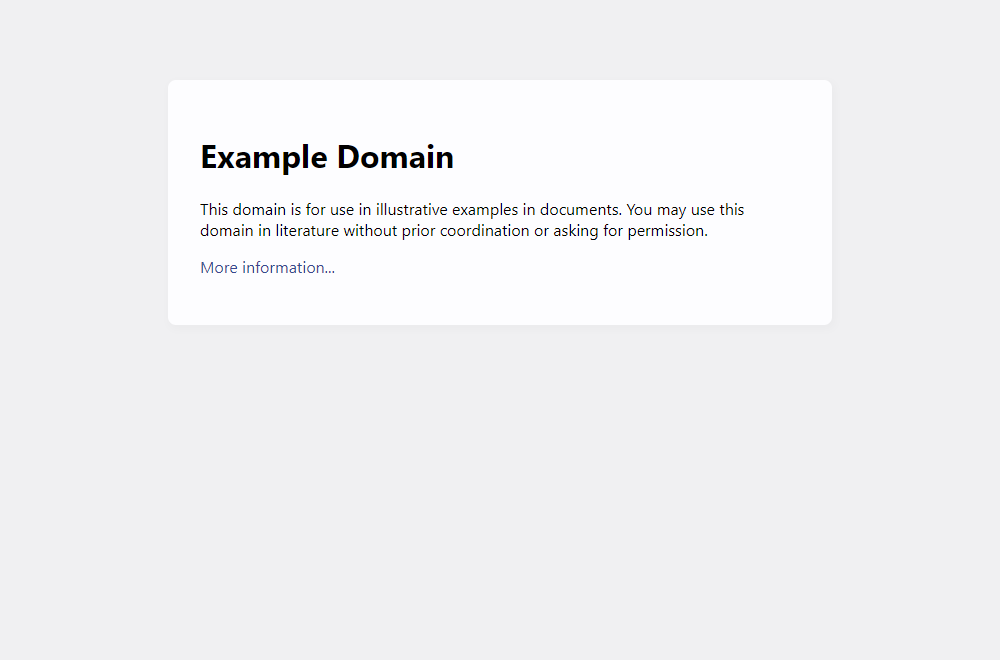 Example Domain
This domain is for use in illustrative examples in documents. You may use this
domain in literature without prior coordination or asking for permission.
More information...